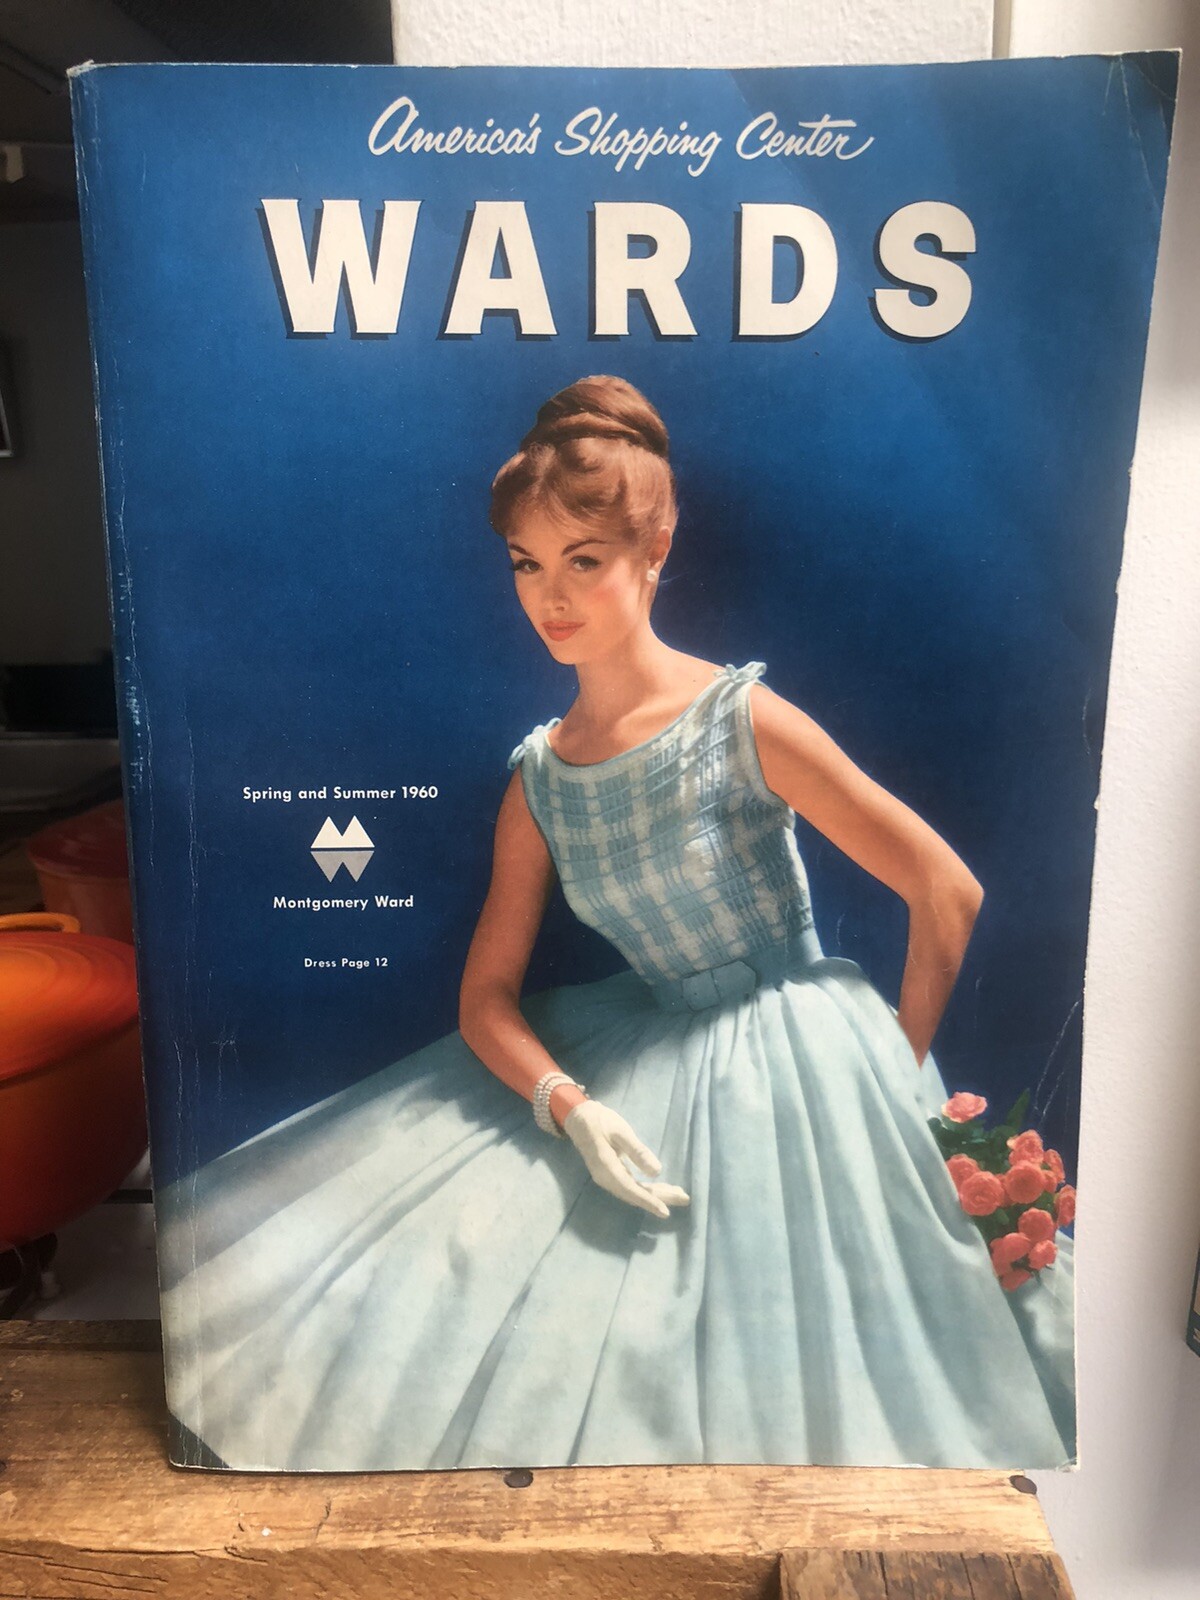 America's Shopping Center
WARDS
Spring and Summer 1960
Montgomery Ward
Dress Page 12